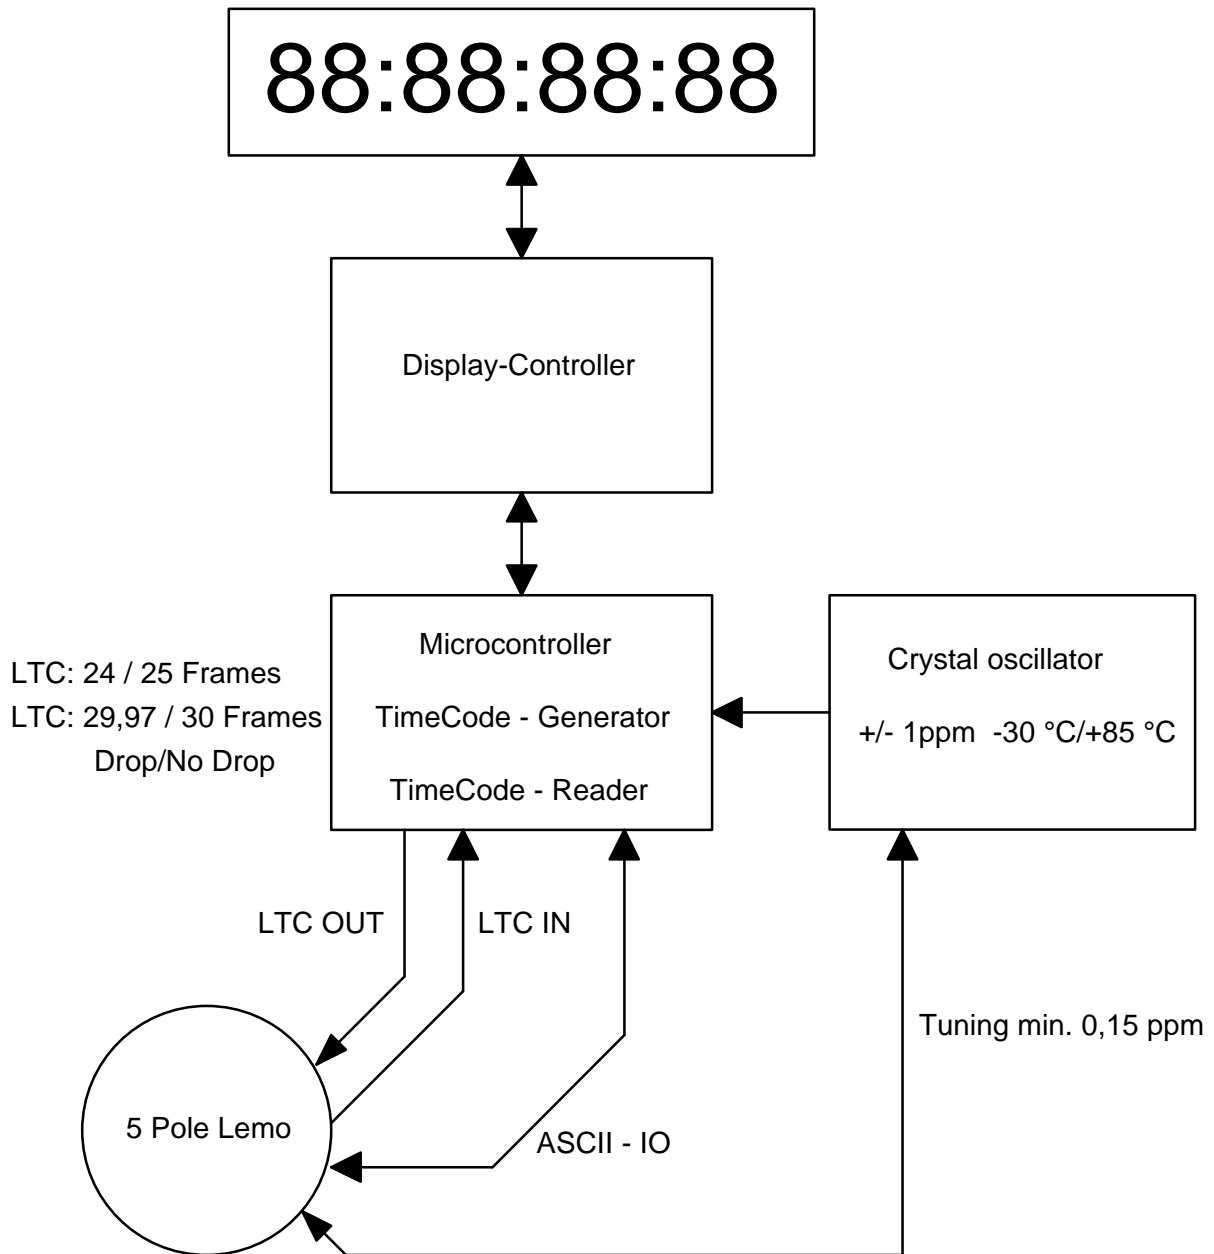 88:88:88:88
Display-Controller
Microcontroller
TimeCode - Generator
TimeCode - Reader
Crystal oscillator
+/- 1ppm  -30 °C/+85 °C
LTC: 24 / 25 Frames
LTC: 29,97 / 30 Frames
Drop/No Drop
LTC OUT
LTC IN
Tuning min. 0,15 ppm
5 Pole Lemo
ASCII - IO